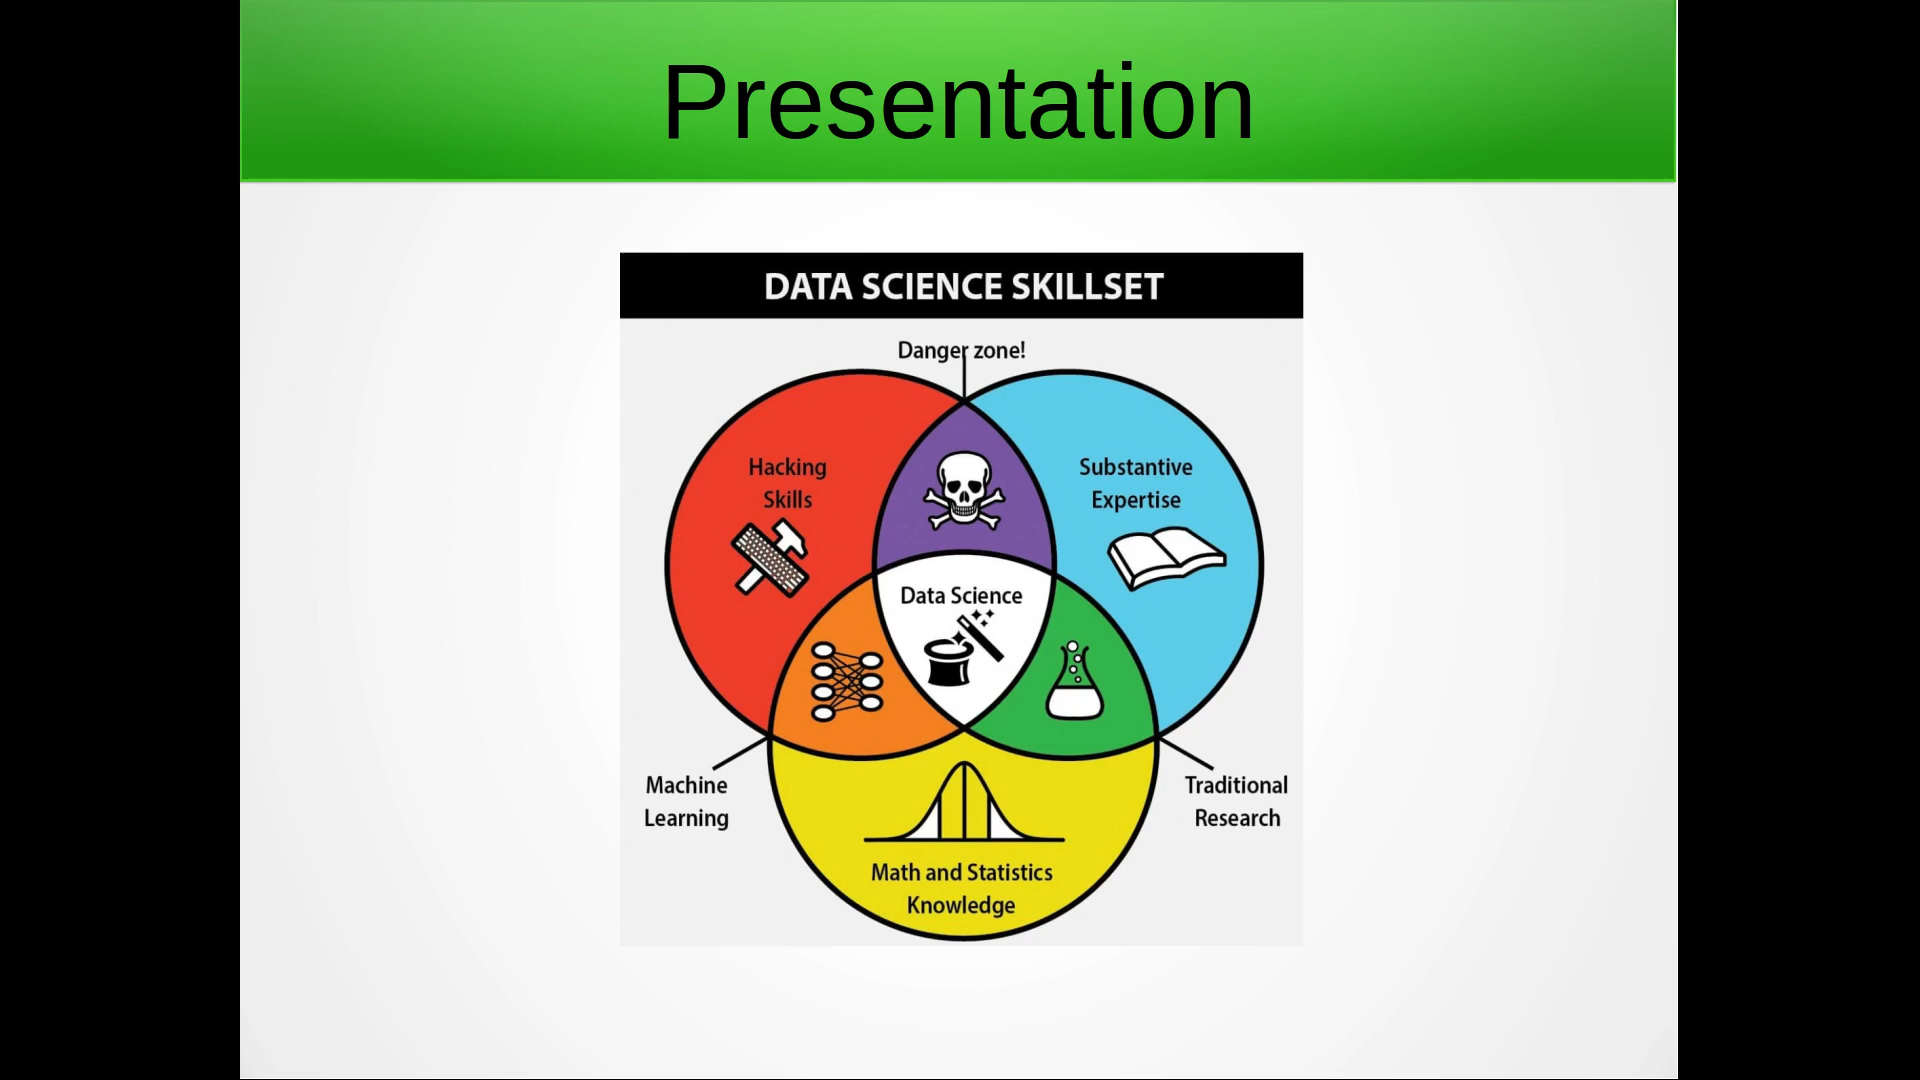 Presentation
DATA SCIENCE SKILLSET
Danger zone!
Hacking
Skills
Substantive
Expertise
Data Science
Machine
Learning
Traditional
Research
Math and Statistics
Knowledge